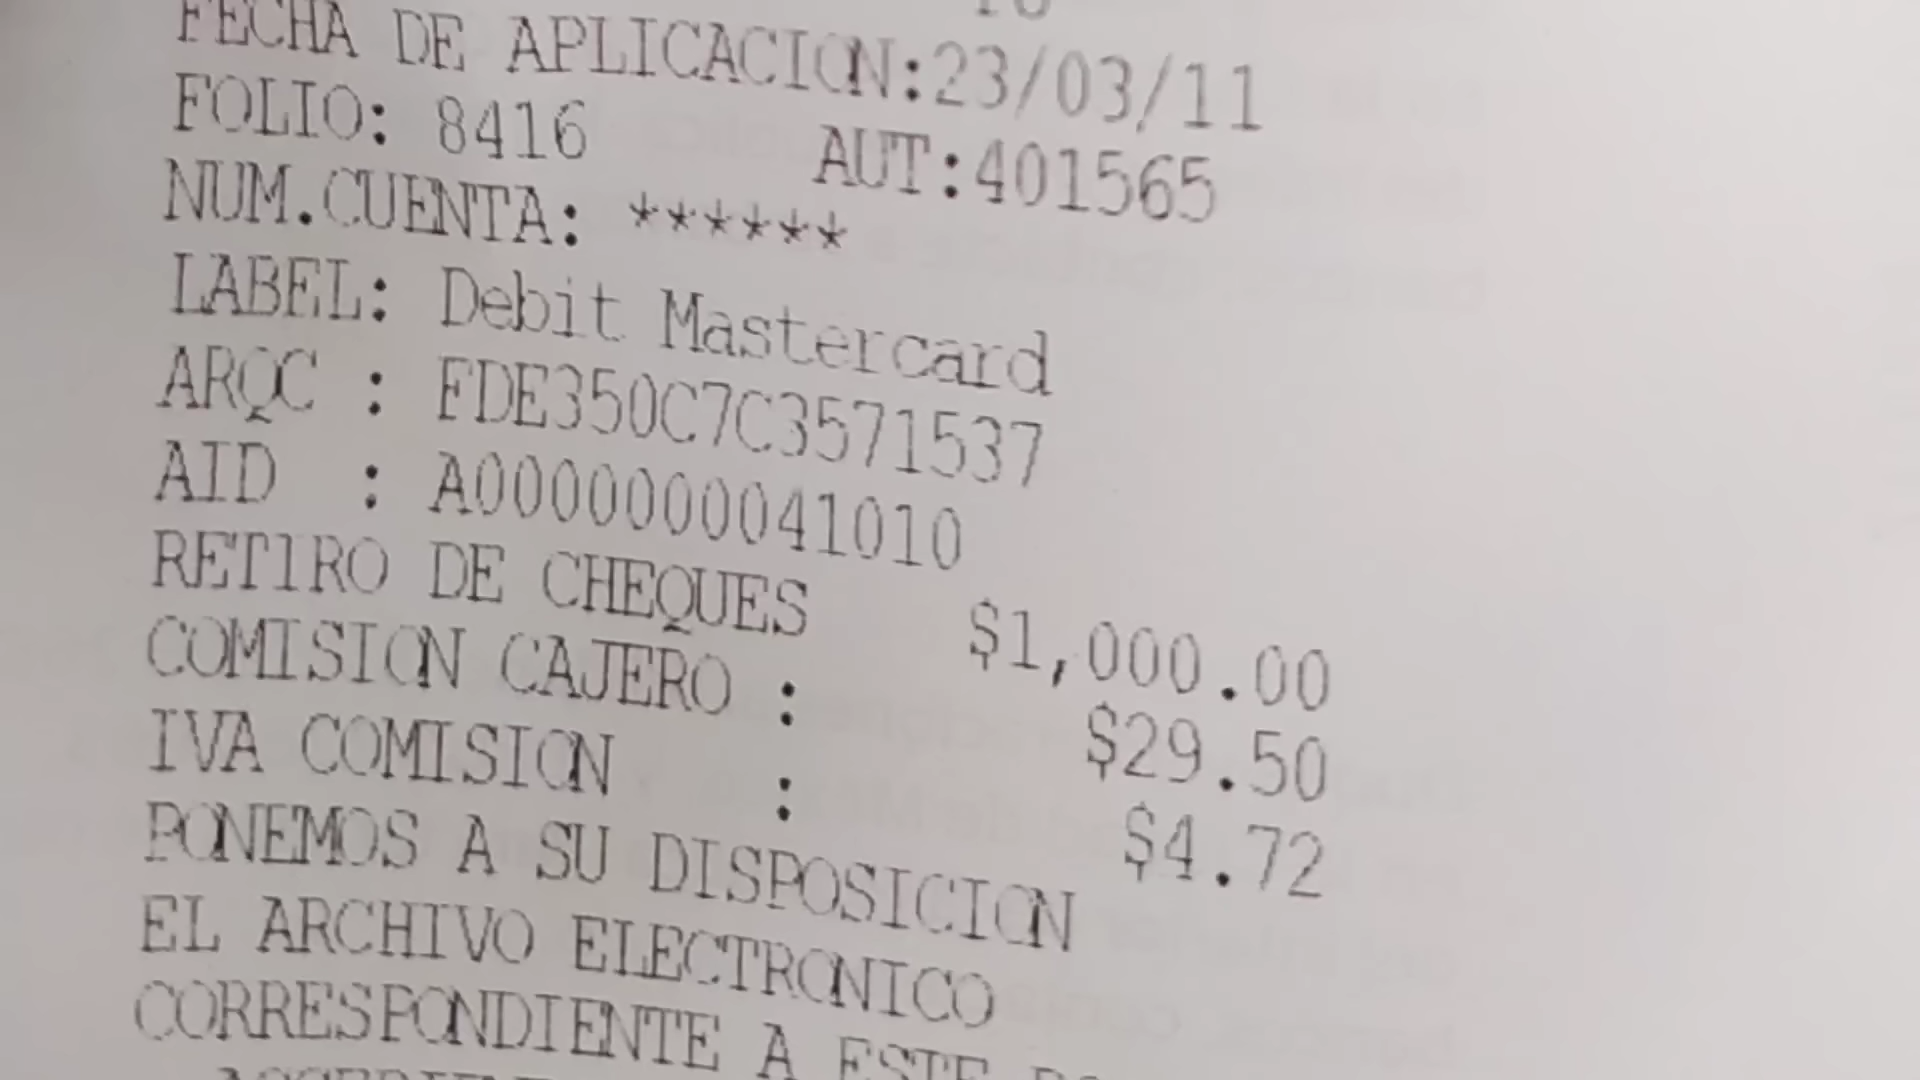 FECHA DE APLICACION:23/03/11
FOLIO: 8416 AUT:401565
NUM.CUENTA: ******
LABEL: Debit Mastercard
ARQC : FDE350C7C3571537
AID : A0000000041010
RETIRO DE CHEQUES $1,000.00
COMISION CAJERO : $29.50
IVA COMISION : $4.72
PONEMOS A SU DISPOSICION
EL ARCHIVO ELECTRONICO
CORRESPONDIENTE A ESTE